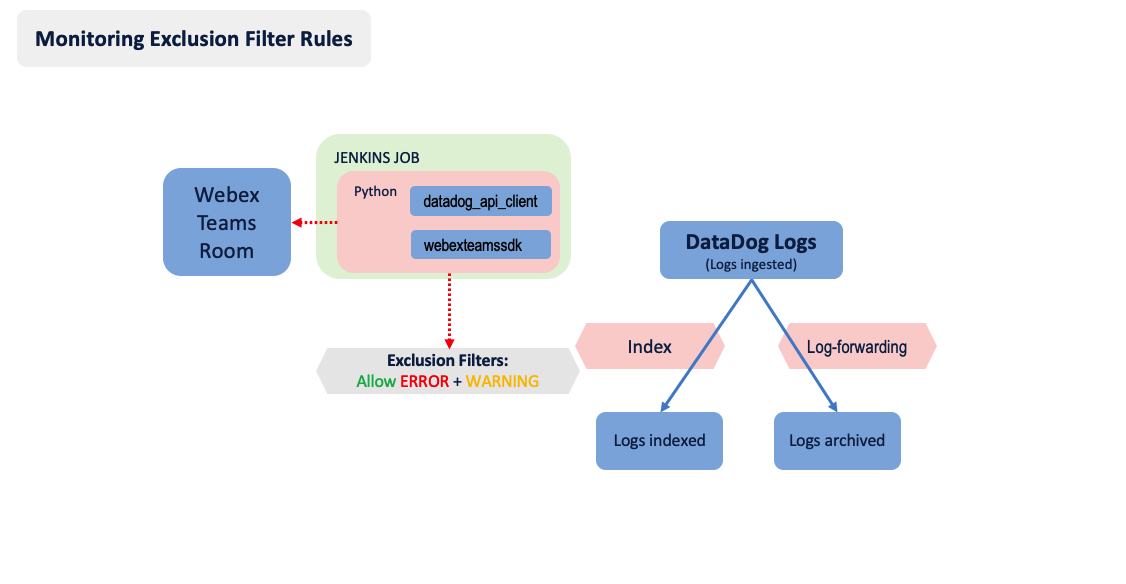 Monitoring Exclusion Filter Rules
JENKINS JOB
Python
datadog_api_client
webexteamssdk
Webex
Teams
Room
DataDog Logs
(Logs ingested)
Index
Log-forwarding
Exclusion Filters:
Allow ERROR + WARNING
Logs indexed
Logs archived